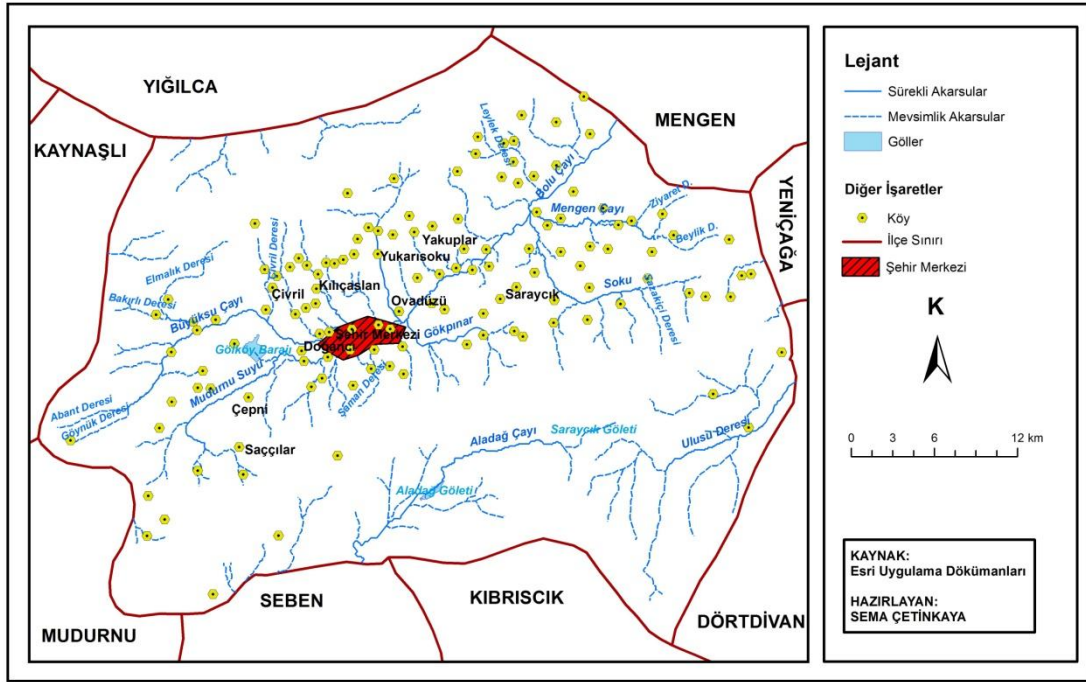 YIĞILCA
KAYNAŞLI
MENGEN
YENİÇAĞA
Leylek Deresi
Bolu Çayı
Mengen Çayı
Ziyaret D.
Beylik D.
Yakuplar
Yukarısoku
Çivril Deresi
Elmalık Deresi
Bakırlı Deresi
Büyüksu Çayı
Çivril
Kılıçaslan
Ovadüzü
Saraycık
Soku
Sazakiçi Deresi
Gökpınar
Şehir Merkezi
Doğancı
Gölköy Barajı
Mudurnu Suyu
Şaman Deresi
Abant Deresi
Göynük Deresi
Çepni
Saççılar
Aladağ Çayı
Saraycık Göleti
Ulusu Deresi
Aladağ Göleti
SEBEN
KIBRISCIK
MUDURNU
DÖRTDİVAN
Lejant
Sürekli Akarsular
Mevsimlik Akarsular
Göller
Diğer İşaretler
Köy
İlçe Sınırı
Şehir Merkezi
K
0 3 6 12 km
KAYNAK:
Esri Uygulama Dökümanları
HAZIRLAYAN:
SEMA ÇETİNKAYA